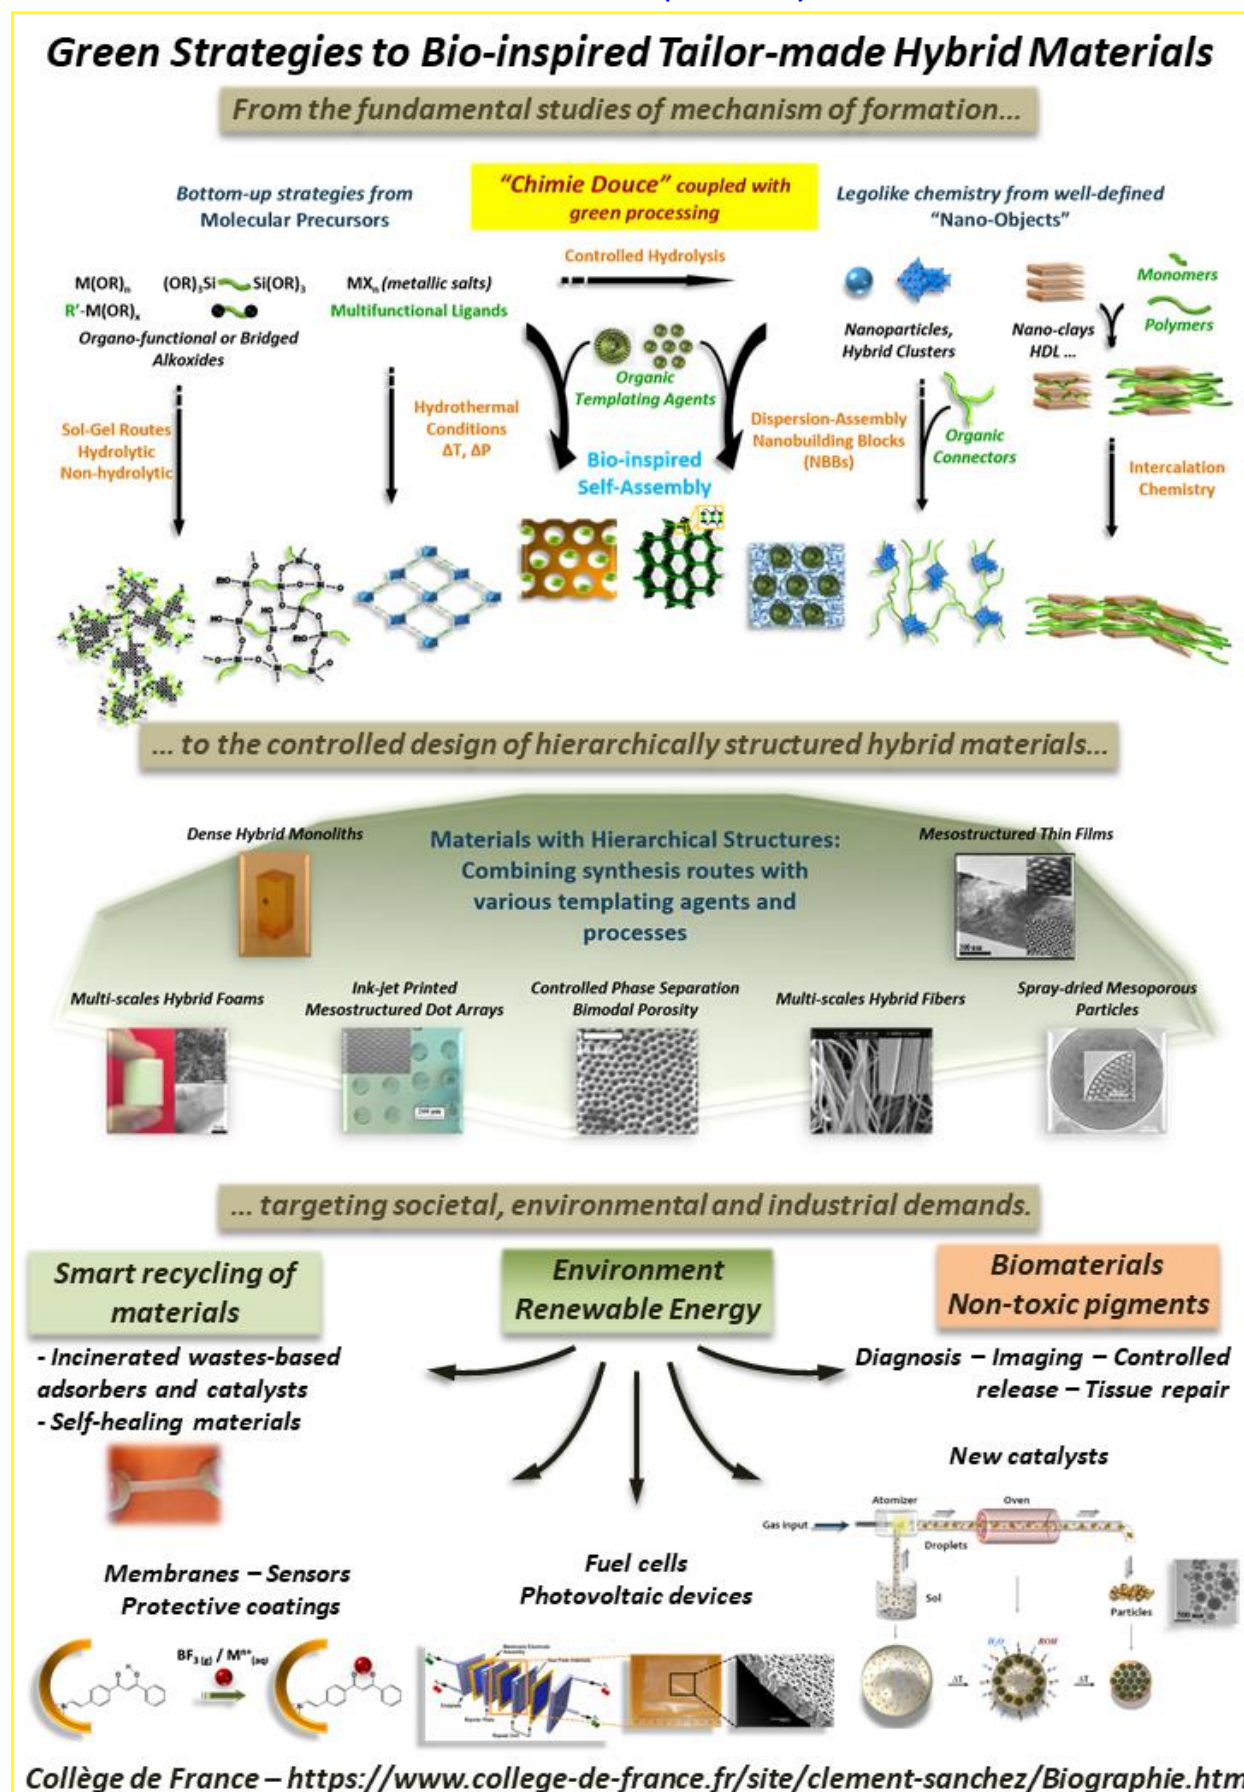 Green Strategies to Bio-inspired Tailor-made Hybrid Materials
From the fundamental studies of mechanism of formation...
Bottom-up strategies from
Molecular Precursors
"Chimie Douce" coupled with
green processing
Legolike chemistry from well-defined
"Nano-Objects"
M(OR)n
(OR)3Si
Si(OR)3
R'-M(OR)x
Organo-functional or Bridged
Alkoxides
MXn (metallic salts)
Multifunctional Ligands
Controlled Hydrolysis
Nanoparticles,
Hybrid Clusters
Nano-clays
HDL ...
Monomers
Polymers
Organic
Templating Agents
Sol-Gel Routes
Hydrolytic
Non-hydrolytic
Hydrothermal
Conditions
ΔT, ΔP
Bio-inspired
Self-Assembly
Dispersion-Assembly
Nanobuilding Blocks
(NBBs)
Organic
Connectors
Intercalation
Chemistry
... to the controlled design of hierarchically structured hybrid materials...
Dense Hybrid Monoliths
Materials with Hierarchical Structures:
Combining synthesis routes with
various templating agents and
processes
Mesostructured Thin Films
Multi-scales Hybrid Foams
Ink-jet Printed
Mesostructured Dot Arrays
Controlled Phase Separation
Bimodal Porosity
Multi-scales Hybrid Fibers
Spray-dried Mesoporous
Particles
... targeting societal, environmental and industrial demands.
Smart recycling of
materials
Environment
Renewable Energy
Biomaterials
Non-toxic pigments
- Incinerated wastes-based
adsorbers and catalysts
- Self-healing materials
Diagnosis – Imaging – Controlled
release – Tissue repair
New catalysts
Atomizer
Oven
Gas input
Droplets
Sol
Particles
Membranes – Sensors
Protective coatings
Fuel cells
Photovoltaic devices
BF3 (g) / Mn+(aq)
H2O
ROH
ΔT
ΔT
Collège de France – https://www.college-de-france.fr/site/clement-sanchez/Biographie.htm